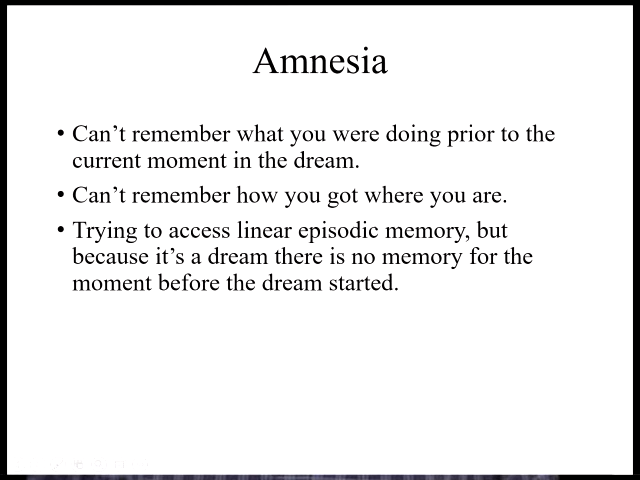 Amnesia
• Can’t remember what you were doing prior to the
current moment in the dream.
• Can’t remember how you got where you are.
• Trying to access linear episodic memory, but
because it’s a dream there is no memory for the
moment before the dream started.